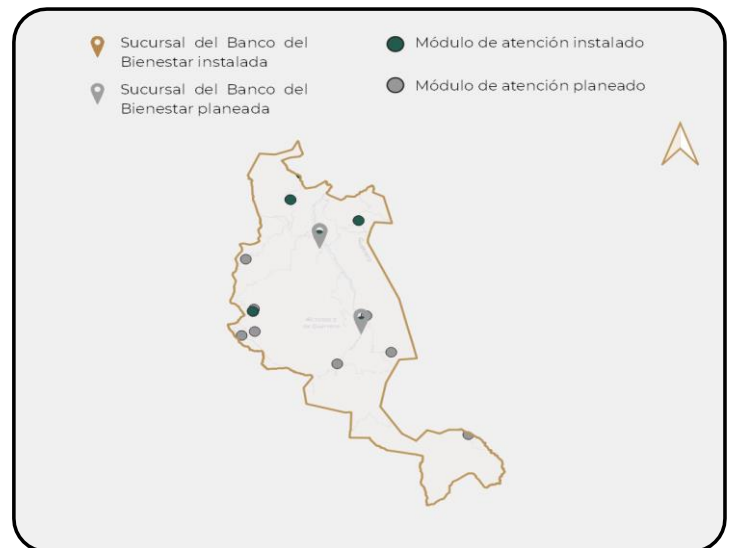 Sucursal del Banco del
Bienestar instalada
Módulo de atención instalado
Sucursal del Banco del
Bienestar planeada
Módulo de atención planeado